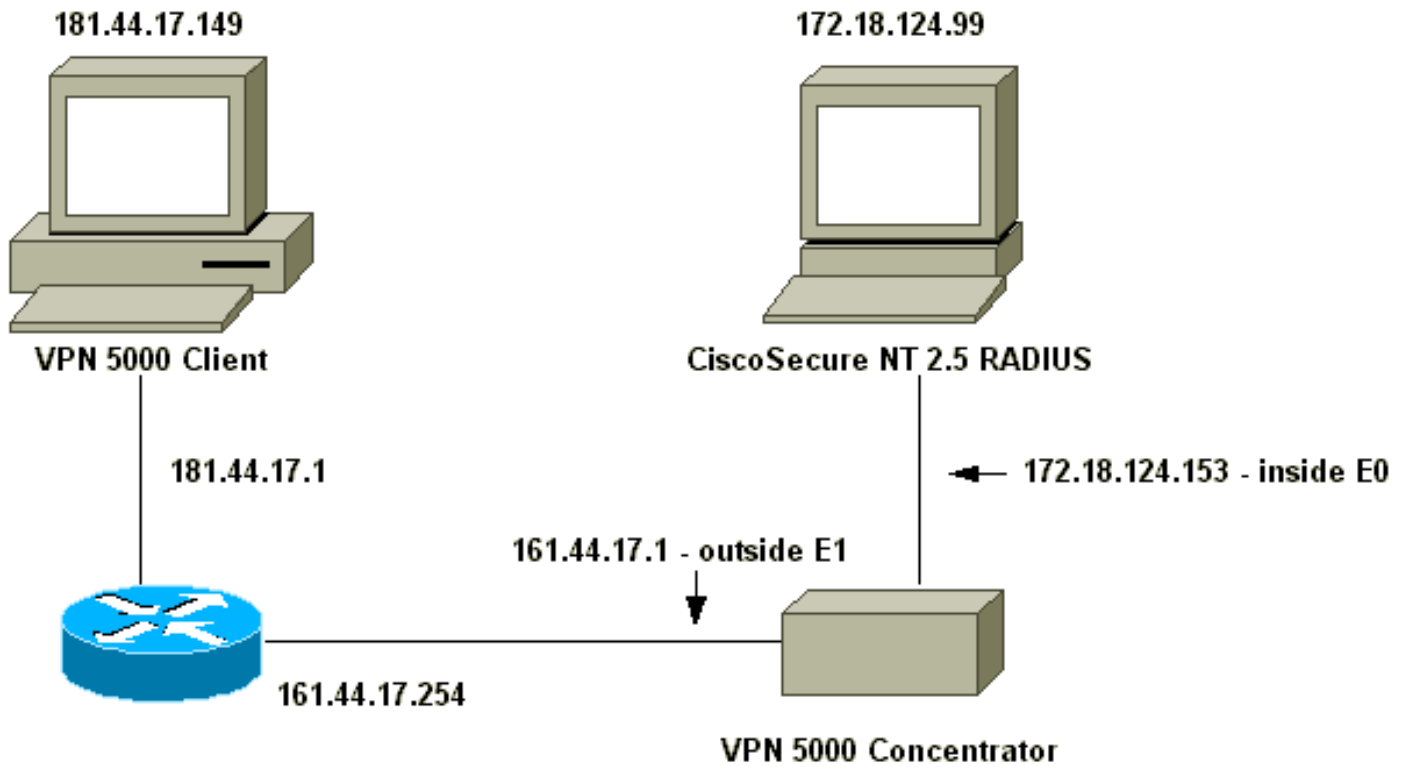 181.44.17.149
172.18.124.99
VPN 5000 Client
CiscoSecure NT 2.5 RADIUS
181.44.17.1
172.18.124.153 - inside E0
161.44.17.1 - outside E1
161.44.17.254
VPN 5000 Concentrator